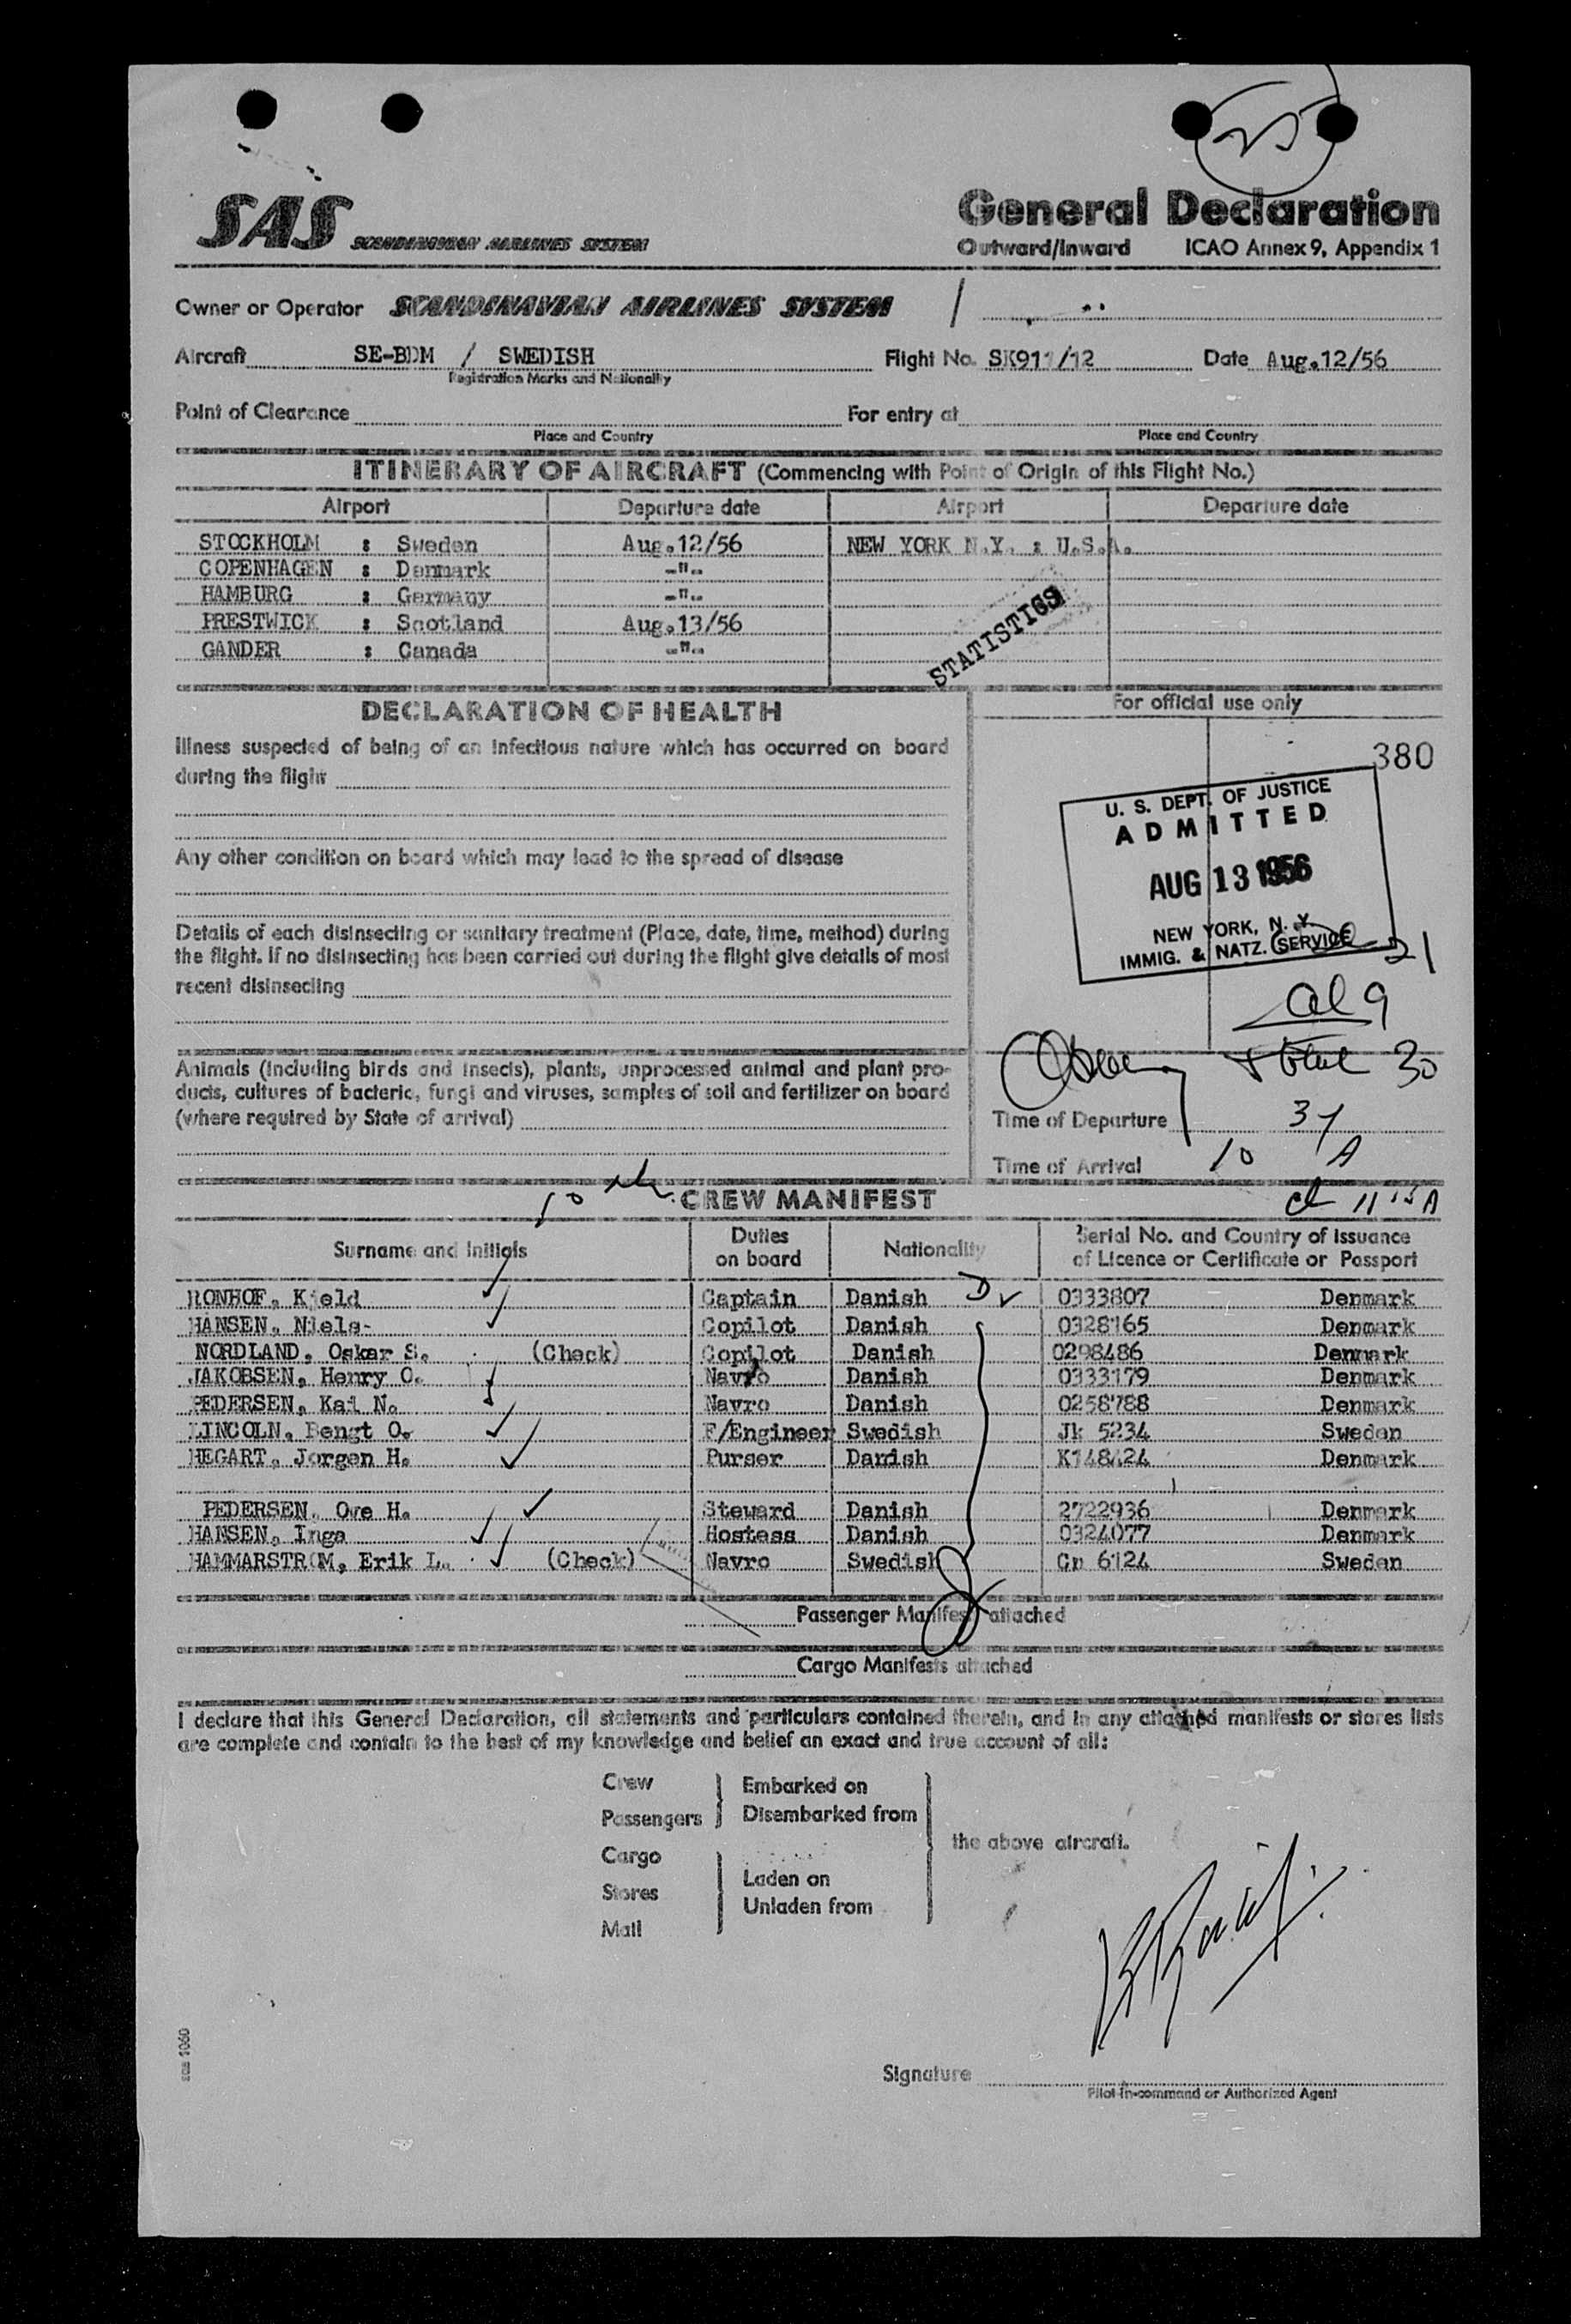 25
SAS SCANDINAVIAN AIRLINES SYSTEM
General Declaration
Outward/Inward ICAO Annex 9, Appendix 1
Owner or Operator SCANDINAVIAN AIRLINES SYSTEM /
Aircraft SE-BDM / SWEDISH Flight No. SK911/12 Date Aug.12/56
Registration Marks and Nationality
Point of Clearance For entry at
Place and Country Place and Country
ITINERARY OF AIRCRAFT (Commencing with Point of Origin of this Flight No.)
Airport Departure date Airport Departure date
STOCKHOLM : Sweden Aug.12/56 NEW YORK N.Y. : U.S.A.
COPENHAGEN : Denmark -"-
HAMBURG : Germany -"-
PRESTWICK : Scotland Aug.13/56
GANDER : Canada -"-
STATISTICS
DECLARATION OF HEALTH
For official use only
Illness suspected of being of an infectious nature which has occurred on board
during the flight
380
U. S. DEPT. OF JUSTICE
ADMITTED
AUG 13 1956
NEW YORK, N. Y.
IMMIG. & NATZ. SERVICE
21
Any other condition on board which may lead to the spread of disease
Details of each disinsecting or sanitary treatment (Place, date, time, method) during
the flight. If no disinsecting has been carried out during the flight give details of most
recent disinsecting
al 9
30
Animals (including birds and insects), plants, unprocessed animal and plant pro-
ducts, cultures of bacteria, fungi and viruses, samples of soil and fertilizer on board
(where required by State of arrival)
Time of Departure 37
Time of Arrival 10 A
CREW MANIFEST
Surname and Initials Duties on board Nationality Serial No. and Country of Issuance of Licence or Certificate or Passport
RONHOF, Kjeld Captain Danish D 0333807 Denmark
HANSEN, Niels- Copilot Danish 0328165 Denmark
NORDLAND, Oskar S. (Check) Copilot Danish 0298486 Denmark
JAKOBSEN, Henry O. Navro Danish 0333179 Denmark
PEDERSEN, Kai N. Navro Danish 0258788 Denmark
LINCOLN, Bengt O. F/Engineer Swedish Jk 5234 Sweden
HEGART, Jorgen H. Purser Danish K148424 Denmark
PEDERSEN, Ove H. Steward Danish 2722936 Denmark
HANSEN, Inga Hostess Danish 0324077 Denmark
HAMMARSTROM, Erik L. (Check) Navro Swedish Gn 6124 Sweden
Passenger Manifest attached
Cargo Manifests attached
I declare that this General Declaration, all statements and particulars contained therein, and in any attached manifests or stores lists
are complete and contain to the best of my knowledge and belief an exact and true account of all:
Crew
Passengers
Embarked on
Disembarked from
Cargo
Stores
Mail
Laden on
Unladen from
the above aircraft.
Signature
Pilot-in-command or Authorized Agent
sas 1060